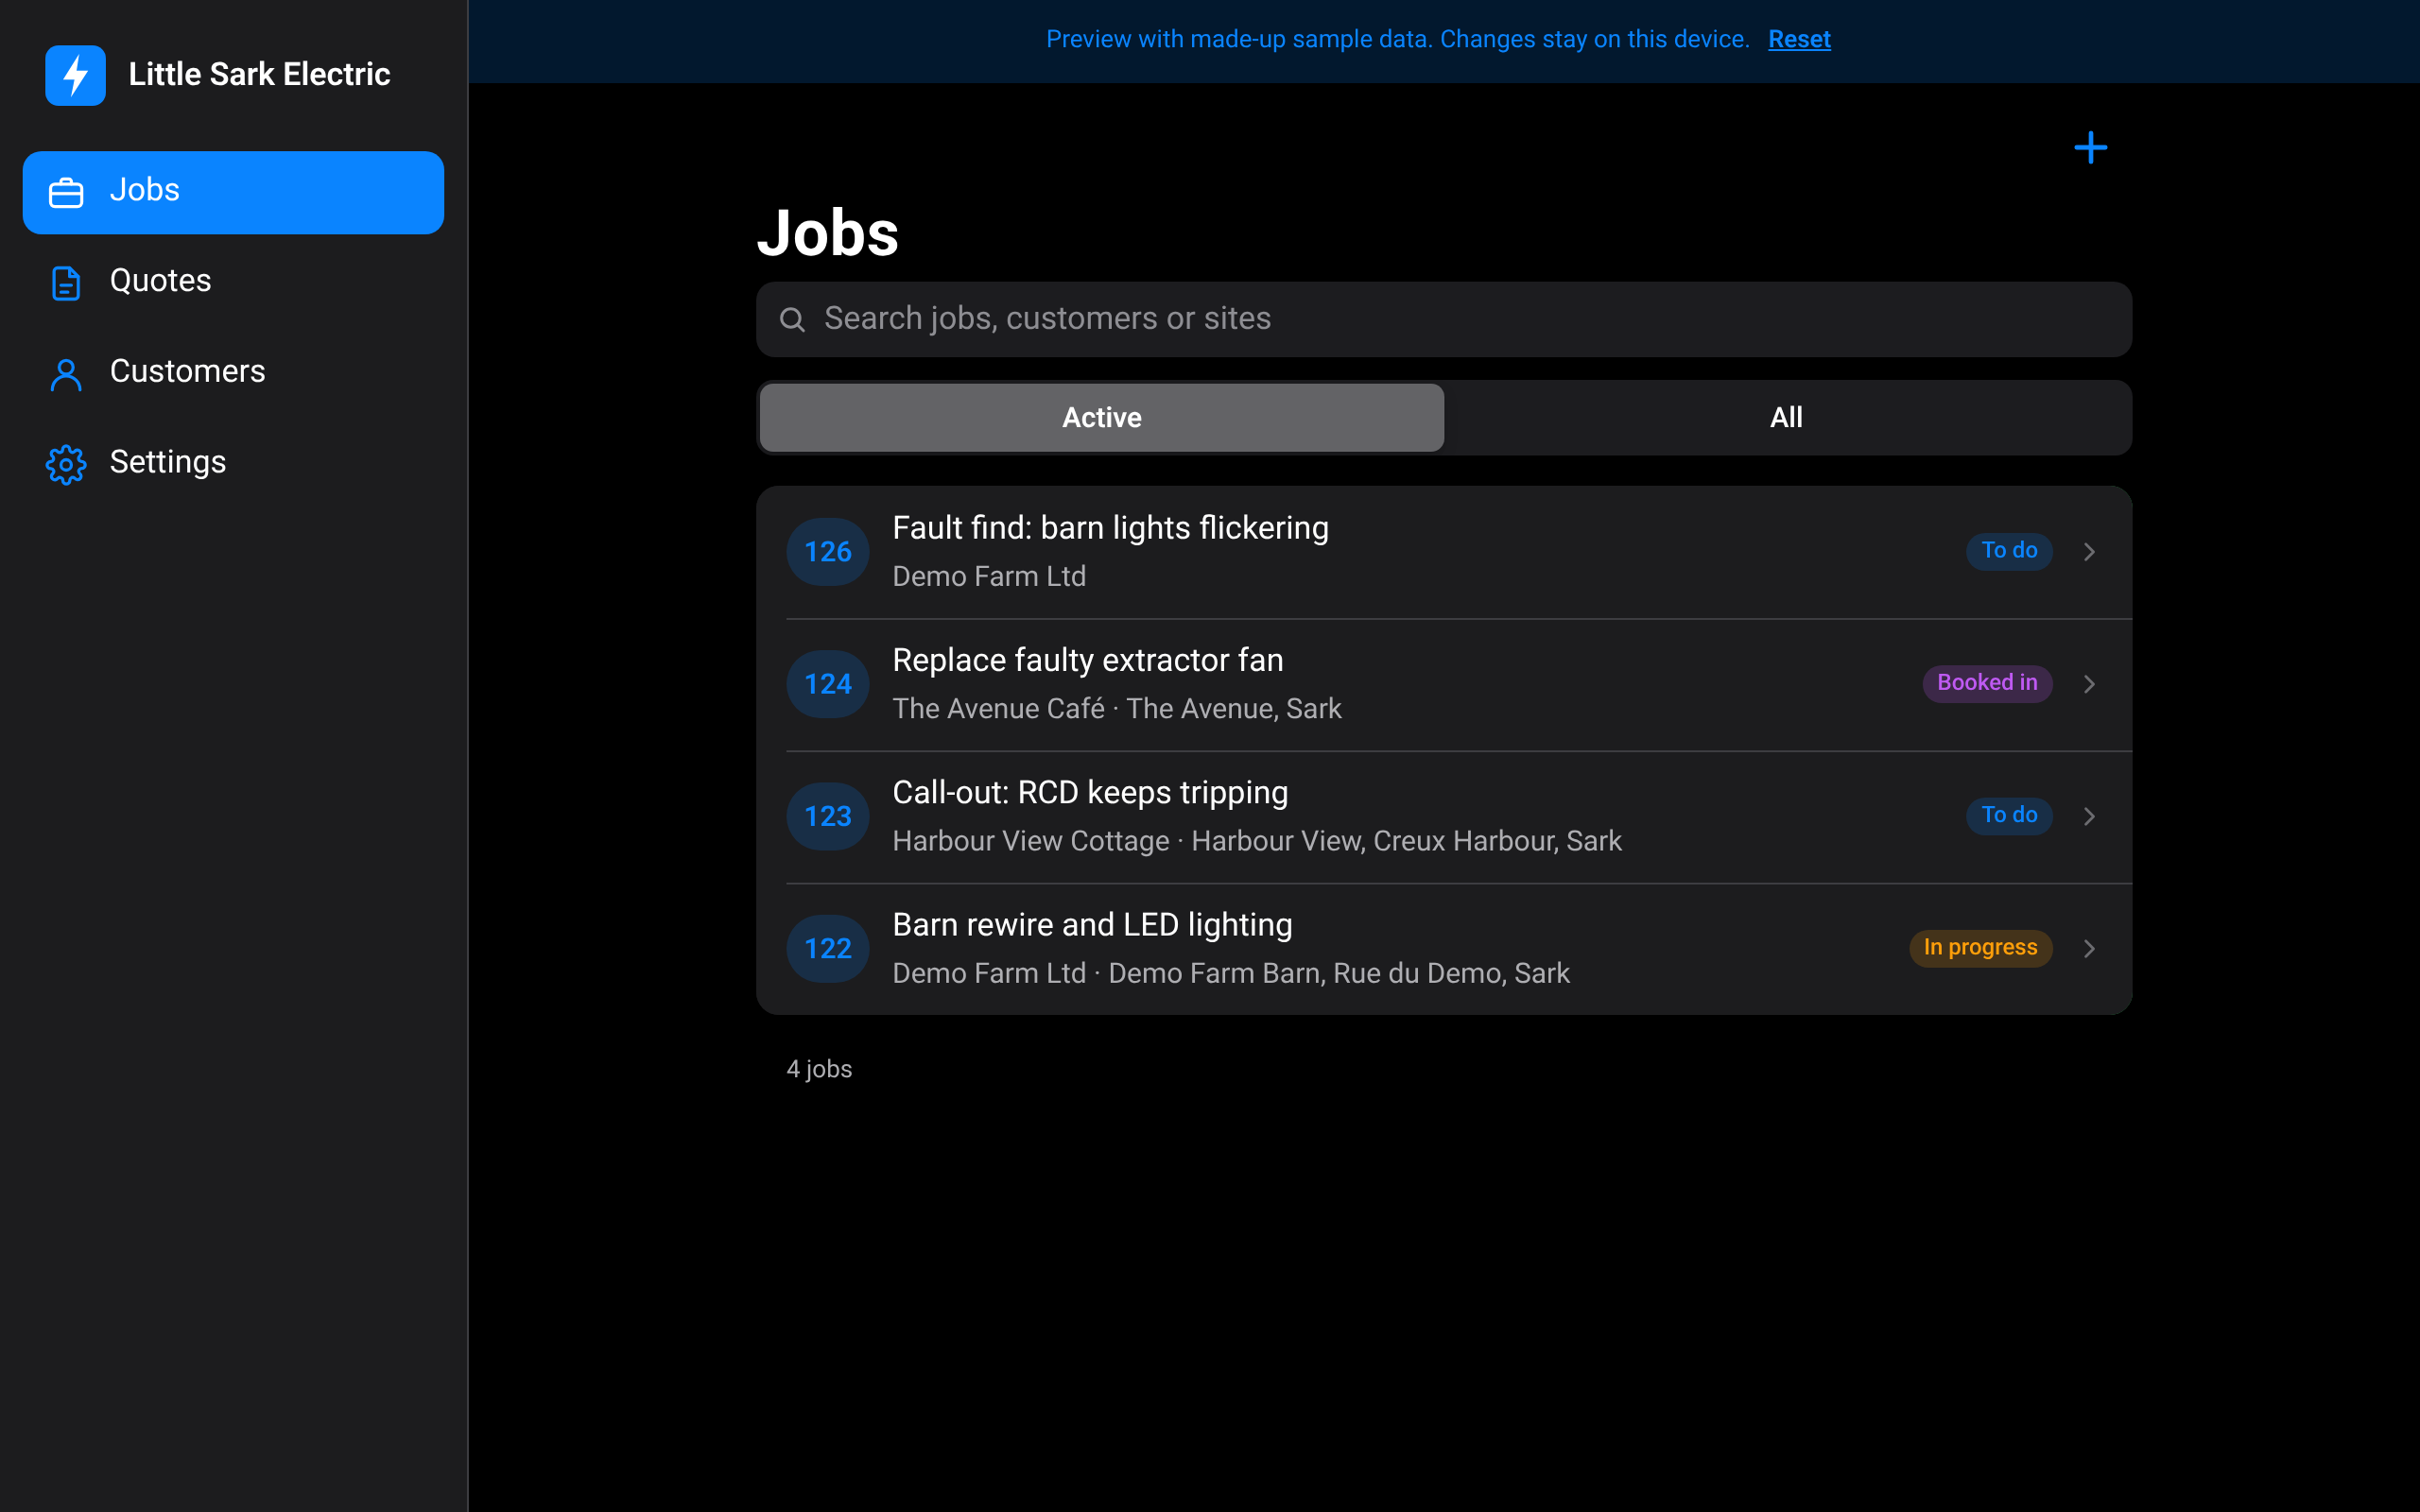 Little Sark Electric
Jobs
Quotes
Customers
Settings
Preview with made-up sample data. Changes stay on this device. Reset
Jobs
Search jobs, customers or sites
Active All
126 Fault find: barn lights flickering To do
Demo Farm Ltd
124 Replace faulty extractor fan Booked in
The Avenue Café · The Avenue, Sark
123 Call-out: RCD keeps tripping To do
Harbour View Cottage · Harbour View, Creux Harbour, Sark
122 Barn rewire and LED lighting In progress
Demo Farm Ltd · Demo Farm Barn, Rue du Demo, Sark
4 jobs